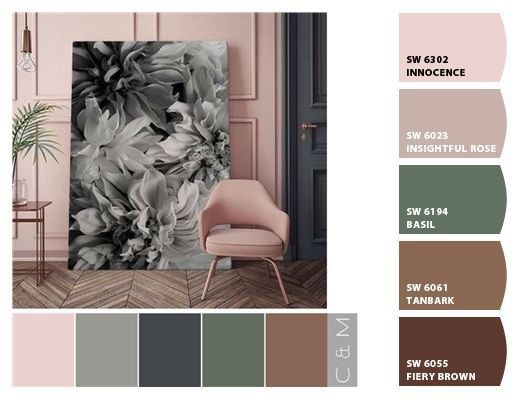 SW 6302
INNOCENCE
SW 6023
INSIGHTFUL ROSE
SW 6194
BASIL
SW 6061
TANBARK
SW 6055
FIERY BROWN
C & M